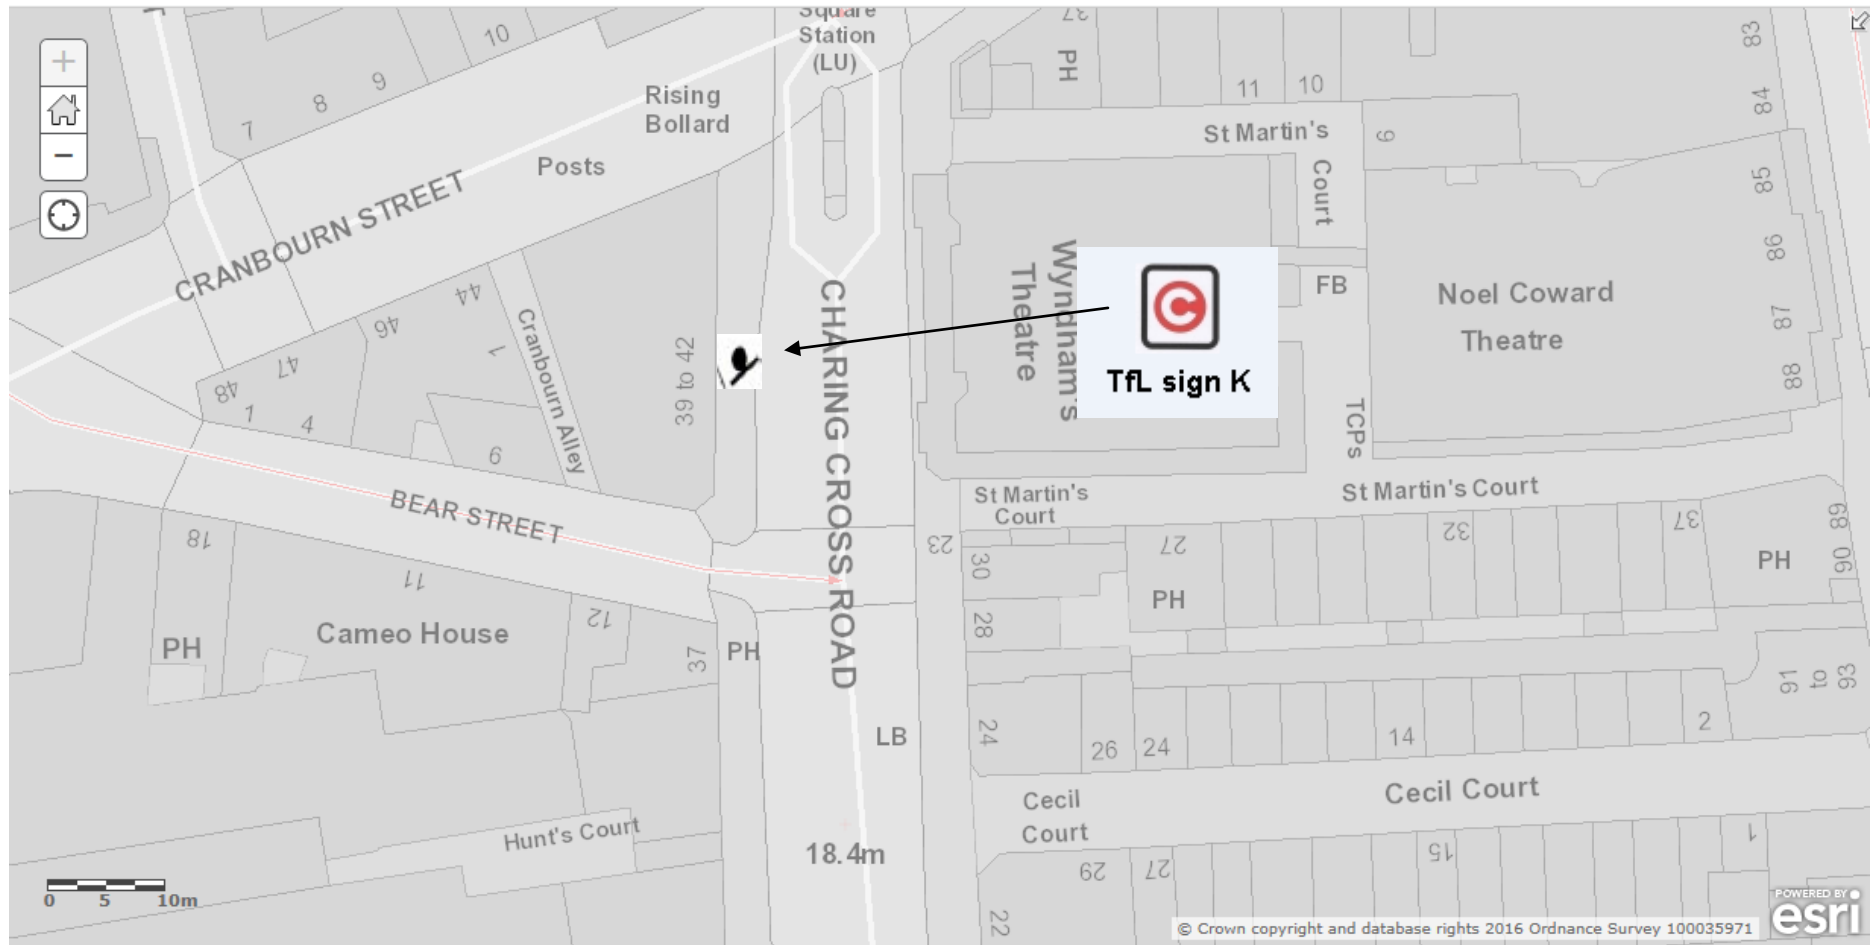 Square
Station
(LU)
37
PH
11
10
83
84
10
9
8
7
Rising
Bollard
Posts
CRANBOURN STREET
St Martin's
Court
9
85
86
87
88
Wyndham's
Theatre
FB
Noel Coward
Theatre
C
TfL sign K
TCPs
44
46
47
48
1
4
1
9
Cranbourn Alley
39 to 42
CHARING CROSS ROAD
BEAR STREET
St Martin's
Court
St Martin's Court
23
30
28
27
PH
32
37
PH
89
90
18
11
12
37
PH
Cameo House
PH
91
to
93
LB
24
26
24
14
2
Cecil
Court
Cecil Court
Hunt's Court
18.4m
29
27
15
1
22
0 5 10m
POWERED BY
esri
© Crown copyright and database rights 2016 Ordnance Survey 100035971